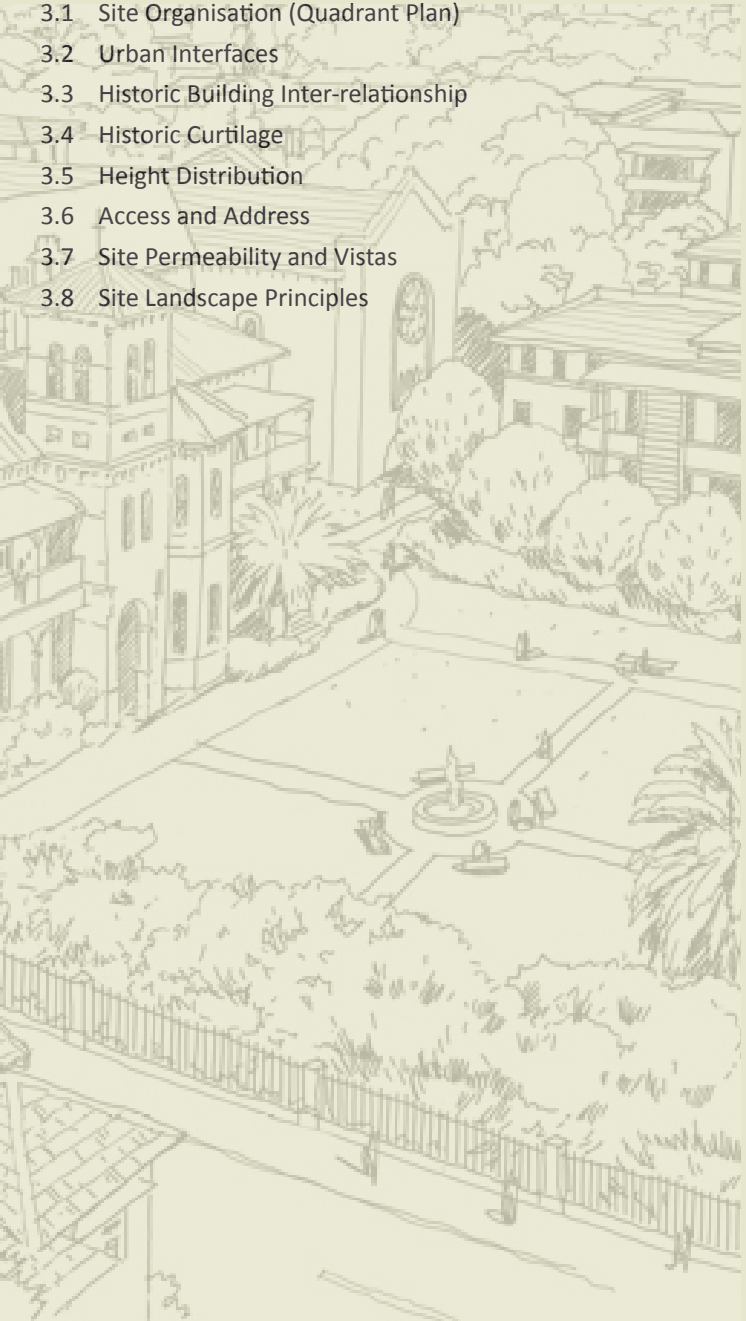 3.1 Site Organisation (Quadrant Plan)
3.2 Urban Interfaces
3.3 Historic Building Inter-relationship
3.4 Historic Curtilage
3.5 Height Distribution
3.6 Access and Address
3.7 Site Permeability and Vistas
3.8 Site Landscape Principles